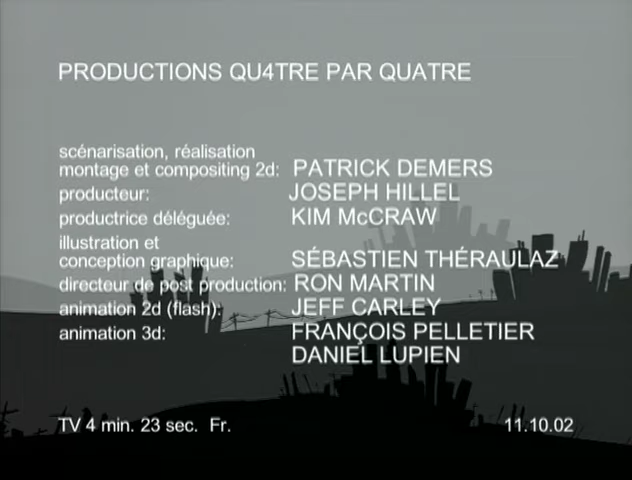 PRODUCTIONS QU4TRE PAR QUATRE
scénarisation, réalisation
montage et compositing 2d: PATRICK DEMERS
producteur: JOSEPH HILLEL
productrice déléguée: KIM McCRAW
illustration et
conception graphique: SÉBASTIEN THÉRAULAZ
directeur de post production: RON MARTIN
animation 2d (flash): JEFF CARLEY
animation 3d: FRANÇOIS PELLETIER
DANIEL LUPIEN
TV 4 min. 23 sec. Fr. 11.10.02